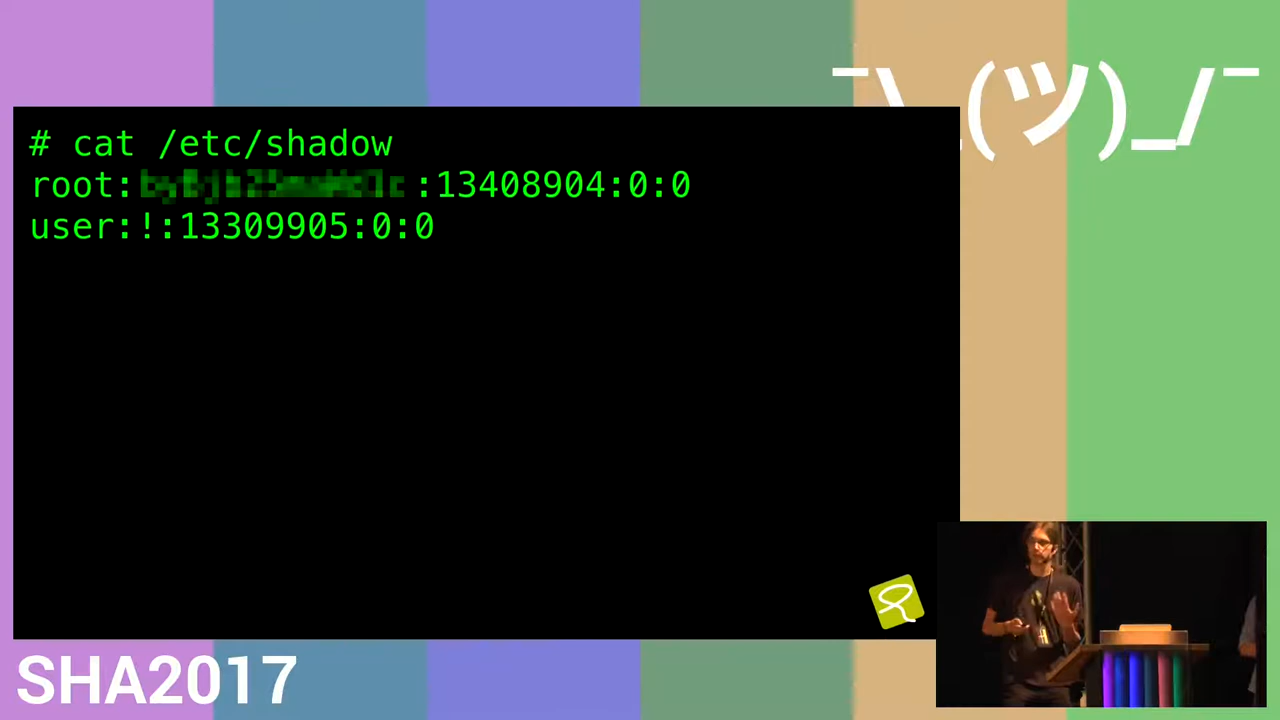 ¯\_(ツ)_/¯
# cat /etc/shadow
root: :13408904:0:0
user:!:13309905:0:0
SHA2017